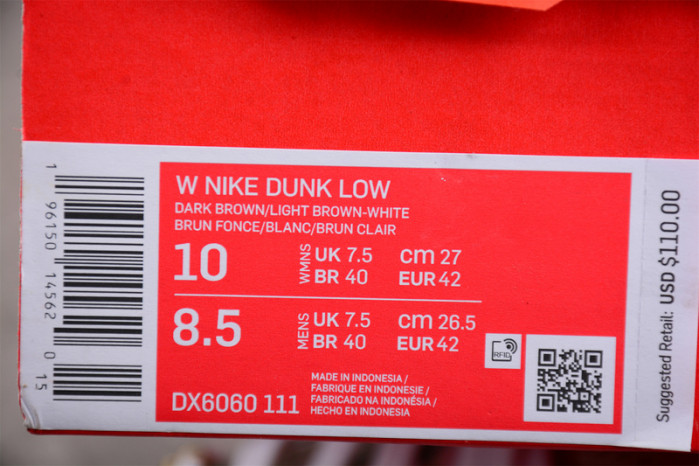 W NIKE DUNK LOW
DARK BROWN/LIGHT BROWN-WHITE
BRUN FONCE/BLANC/BRUN CLAIR
10 WMNS UK 7.5 cm 27
BR 40 EUR 42
8.5 MENS UK 7.5 cm 26.5
BR 40 EUR 42
RFID
DX6060 111
MADE IN INDONESIA /
FABRIQUE EN INDONESIE /
FABRICADO NA INDONÉSIA /
HECHO EN INDONESIA
1 96150 14562 0 15
Suggested Retail: USD $110.00